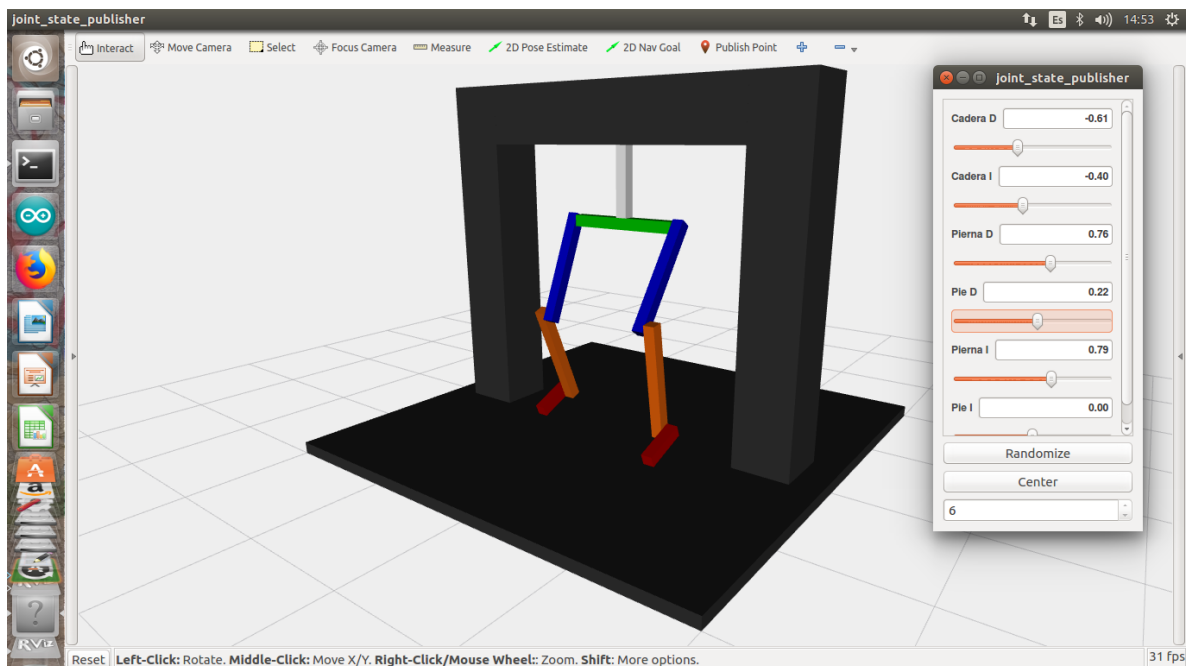 joint_state_publisher
Es
14:53
Interact Move Camera Select Focus Camera Measure 2D Pose Estimate 2D Nav Goal Publish Point
joint_state_publisher
Cadera D -0.61
Cadera I -0.40
Pierna D 0.76
Pie D 0.22
Pierna I 0.79
Pie I 0.00
Randomize
Center
6
RViz
Reset Left-Click: Rotate. Middle-Click: Move X/Y. Right-Click/Mouse Wheel:: Zoom. Shift: More options.
31 fps